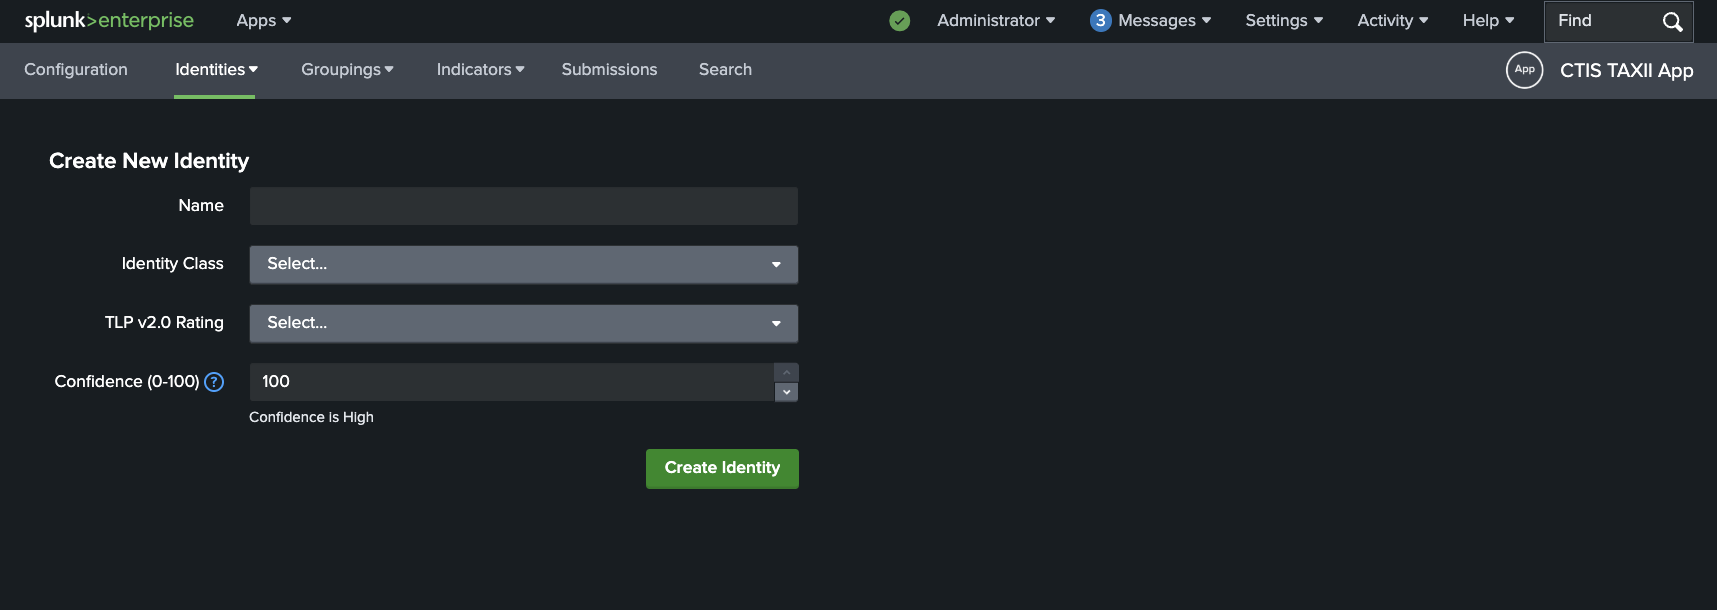 splunk>enterprise Apps Administrator 3 Messages Settings Activity Help Find
Configuration Identities Groupings Indicators Submissions Search App CTIS TAXII App
Create New Identity
Name
Identity Class Select...
TLP v2.0 Rating Select...
Confidence (0-100) ? 100
Confidence is High
Create Identity